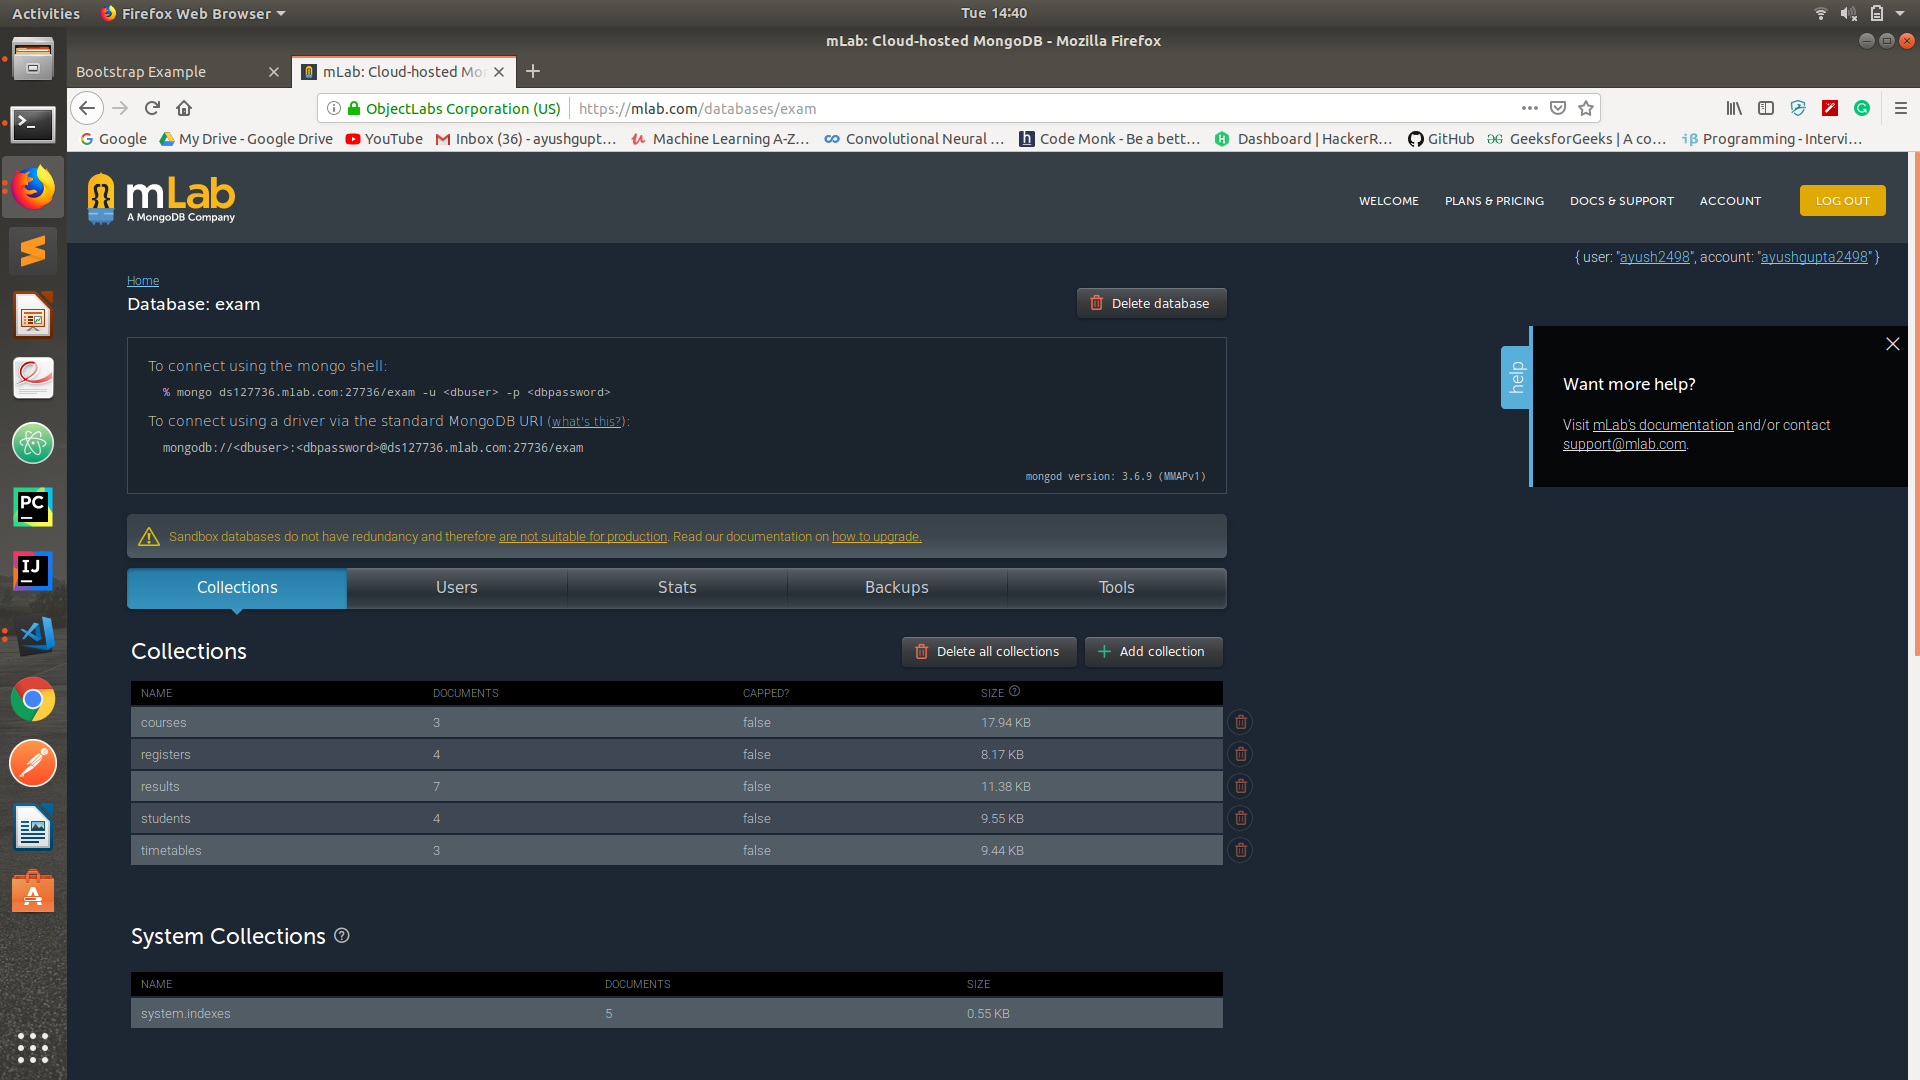 Activities
Firefox Web Browser
Tue 14:40
mLab: Cloud-hosted MongoDB - Mozilla Firefox
Bootstrap Example
mLab: Cloud-hosted Mo
ObjectLabs Corporation (US)
https://mlab.com/databases/exam
Google
My Drive - Google Drive
YouTube
Inbox (36) - ayushgupt...
Machine Learning A-Z...
Convolutional Neural ...
Code Monk - Be a bett...
Dashboard | HackerR...
GitHub
GeeksforGeeks | A co...
Programming - Intervi...
mLab
A MongoDB Company
WELCOME
PLANS & PRICING
DOCS & SUPPORT
ACCOUNT
LOG OUT
{ user: "ayush2498", account: "ayushgupta2498" }
Home
Database: exam
Delete database
To connect using the mongo shell:
% mongo ds127736.mlab.com:27736/exam -u <dbuser> -p <dbpassword>
To connect using a driver via the standard MongoDB URI (what's this?):
mongodb://<dbuser>:<dbpassword>@ds127736.mlab.com:27736/exam
mongod version: 3.6.9 (MMAPv1)
help
Want more help?
Visit mLab's documentation and/or contact
support@mlab.com.
Sandbox databases do not have redundancy and therefore are not suitable for production. Read our documentation on how to upgrade.
Collections
Users
Stats
Backups
Tools
Collections
Delete all collections
Add collection
NAME DOCUMENTS CAPPED? SIZE
courses 3 false 17.94 KB
registers 4 false 8.17 KB
results 7 false 11.38 KB
students 4 false 9.55 KB
timetables 3 false 9.44 KB
System Collections
NAME DOCUMENTS SIZE
system.indexes 5 0.55 KB
PC
IJ